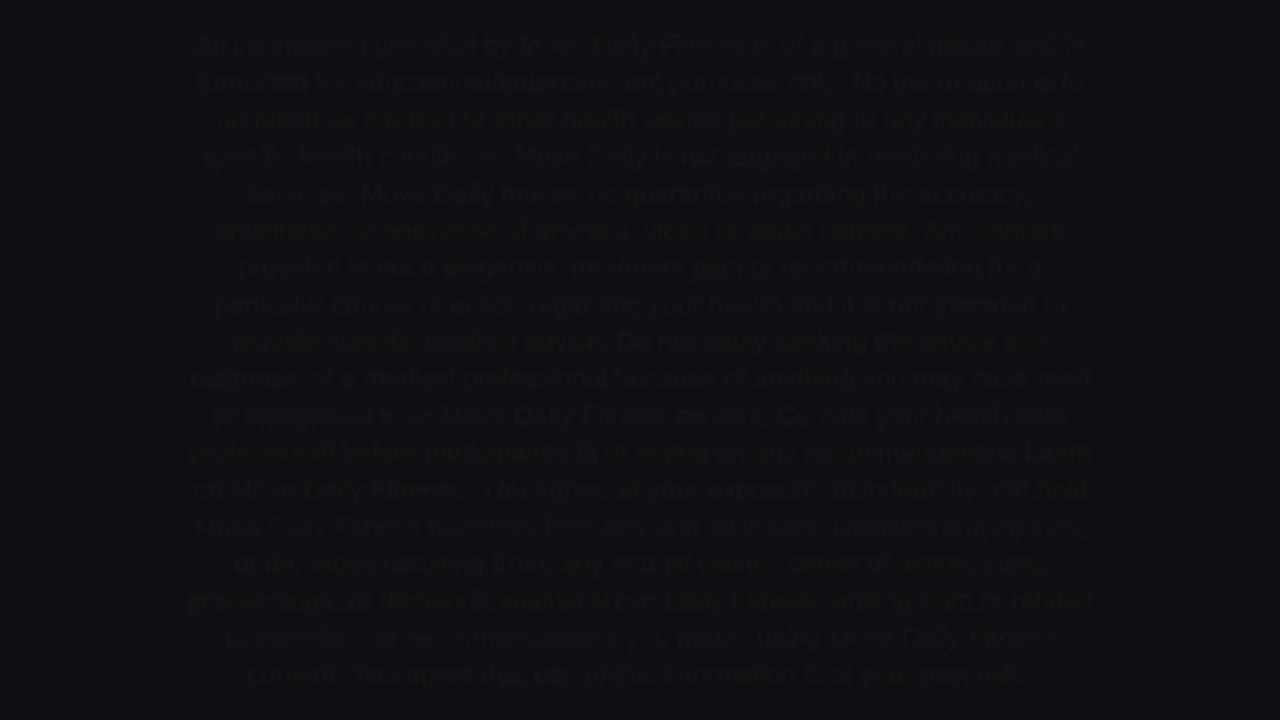 All information provided by Move Daily Fitness is of a general nature and is
furnished for educational/entertainment purposes only. No information is to
be taken as medical or other health advice pertaining to any individual's
specific health conditions. Move Daily is not engaged in rendering medical
services. Move Daily makes no guarantee regarding the accuracy,
timeliness, or relevance of any text, video or audio content. Any content
provided is not a diagnosis, treatment plan or recommendation for a
particular course of action regarding your health and it is not intended to
provide specific medical advice. Do not delay seeking the advice and
diagnosis of a medical professional because of anything you may have read
or interpreted from Move Daily Fitness content. Consult your health care
professional before participating in or acting on any recommendations found
on Move Daily Fitness. You agree, at your exposure, to indemnify and hold
Move Daily Fitness harmless from any and all losses, liabilities and injuries,
or damages resulting from, any and all claims, cause of action, suits,
proceedings, or demands against Move Daily Fitness arising from or related
to decisions or recommendations you make, using Move Daily Fitness
content. You agree that use of this information is at your own risk.